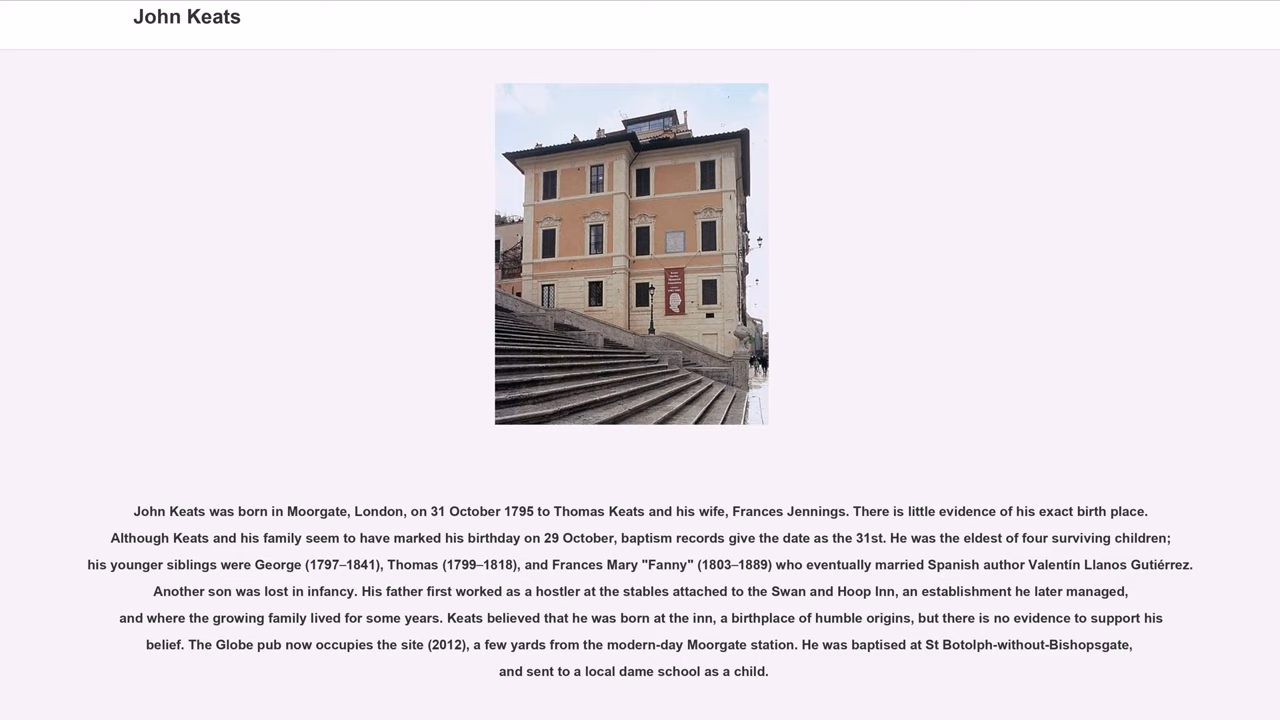 John Keats
John Keats was born in Moorgate, London, on 31 October 1795 to Thomas Keats and his wife, Frances Jennings. There is little evidence of his exact birth place.
Although Keats and his family seem to have marked his birthday on 29 October, baptism records give the date as the 31st. He was the eldest of four surviving children;
his younger siblings were George (1797–1841), Thomas (1799–1818), and Frances Mary "Fanny" (1803–1889) who eventually married Spanish author Valentín Llanos Gutiérrez.
Another son was lost in infancy. His father first worked as a hostler at the stables attached to the Swan and Hoop Inn, an establishment he later managed,
and where the growing family lived for some years. Keats believed that he was born at the inn, a birthplace of humble origins, but there is no evidence to support his
belief. The Globe pub now occupies the site (2012), a few yards from the modern-day Moorgate station. He was baptised at St Botolph-without-Bishopsgate,
and sent to a local dame school as a child.